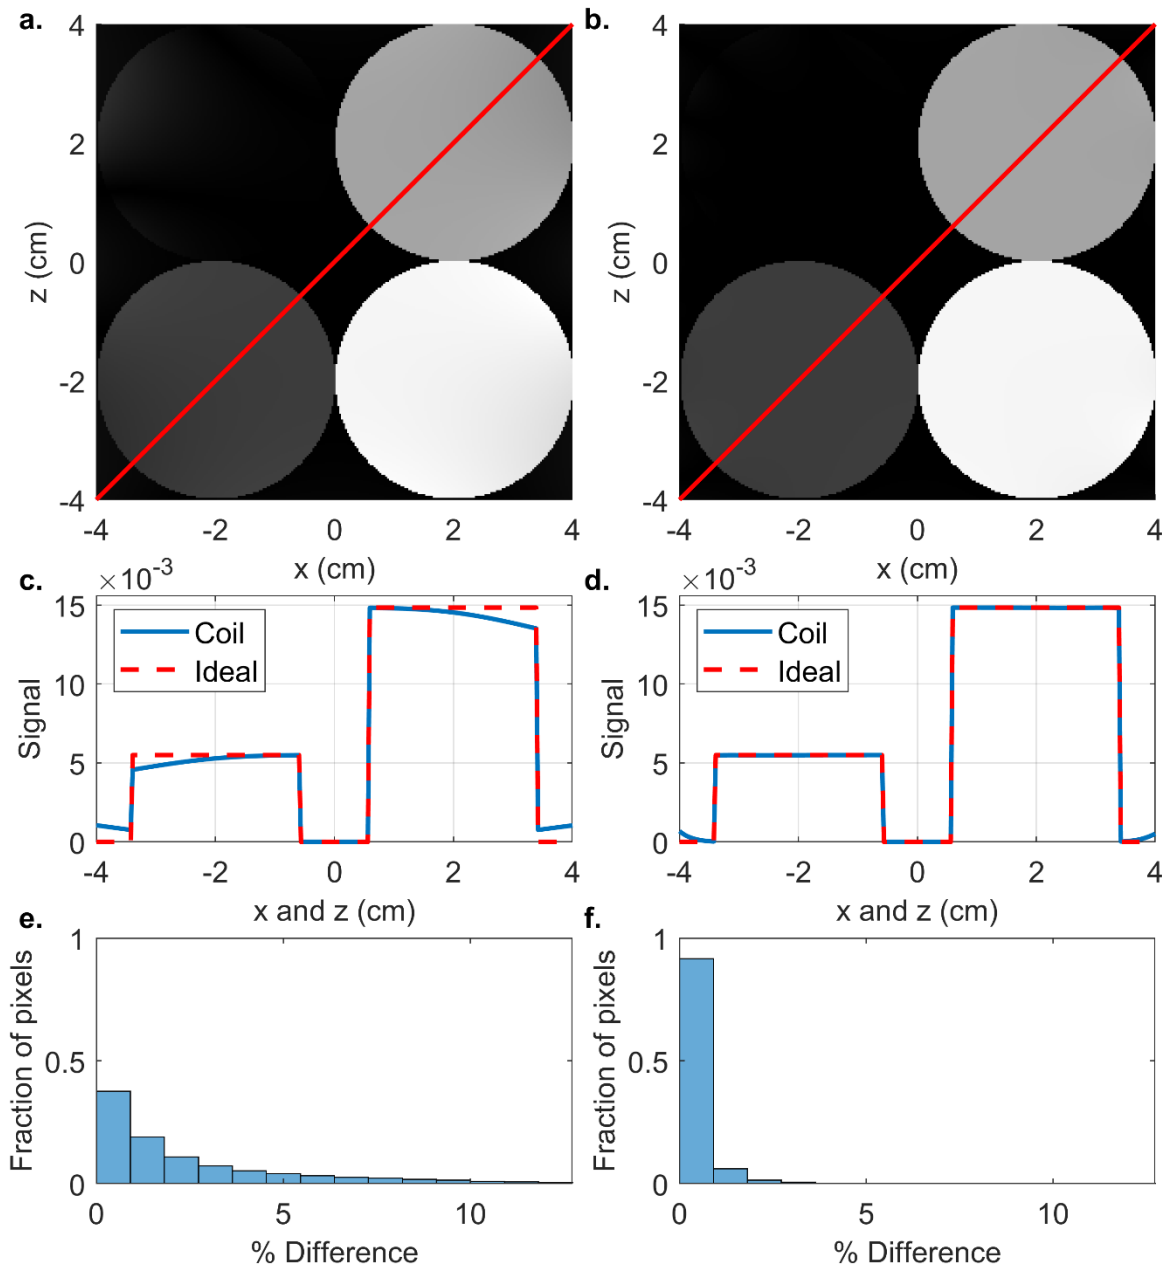 a.
4
2
0
-2
-4
z (cm)
-4 -2 0 2 4
x (cm)
b.
4
2
0
-2
-4
z (cm)
-4 -2 0 2 4
x (cm)
c.
×10-3
15
10
5
0
Signal
Coil
Ideal
-4 -2 0 2 4
x and z (cm)
d.
×10-3
15
10
5
0
Signal
Coil
Ideal
-4 -2 0 2 4
x and z (cm)
e.
1
0.5
0
Fraction of pixels
0 5 10
% Difference
f.
1
0.5
0
Fraction of pixels
0 5 10
% Difference